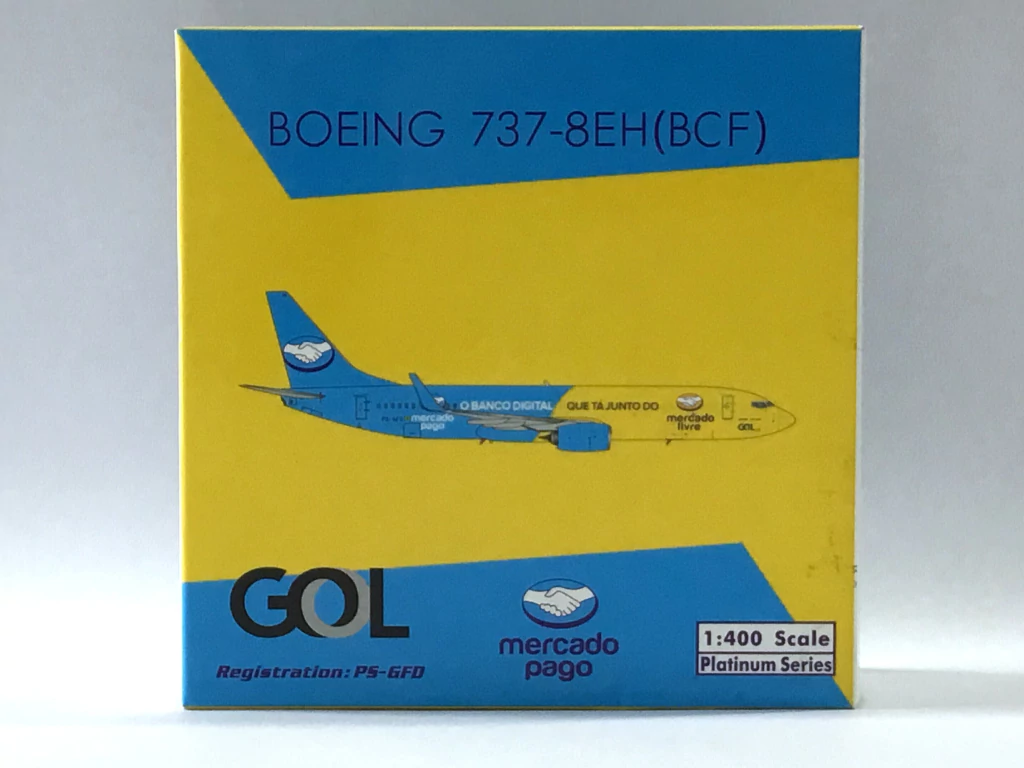 BOEING 737-8EH(BCF)
O BANCO DIGITAL QUE TÁ JUNTO DO
mercado
pago
mercado
livre
GOL
GOL
mercado
pago
Registration: PS-GFD
1:400 Scale
Platinum Series